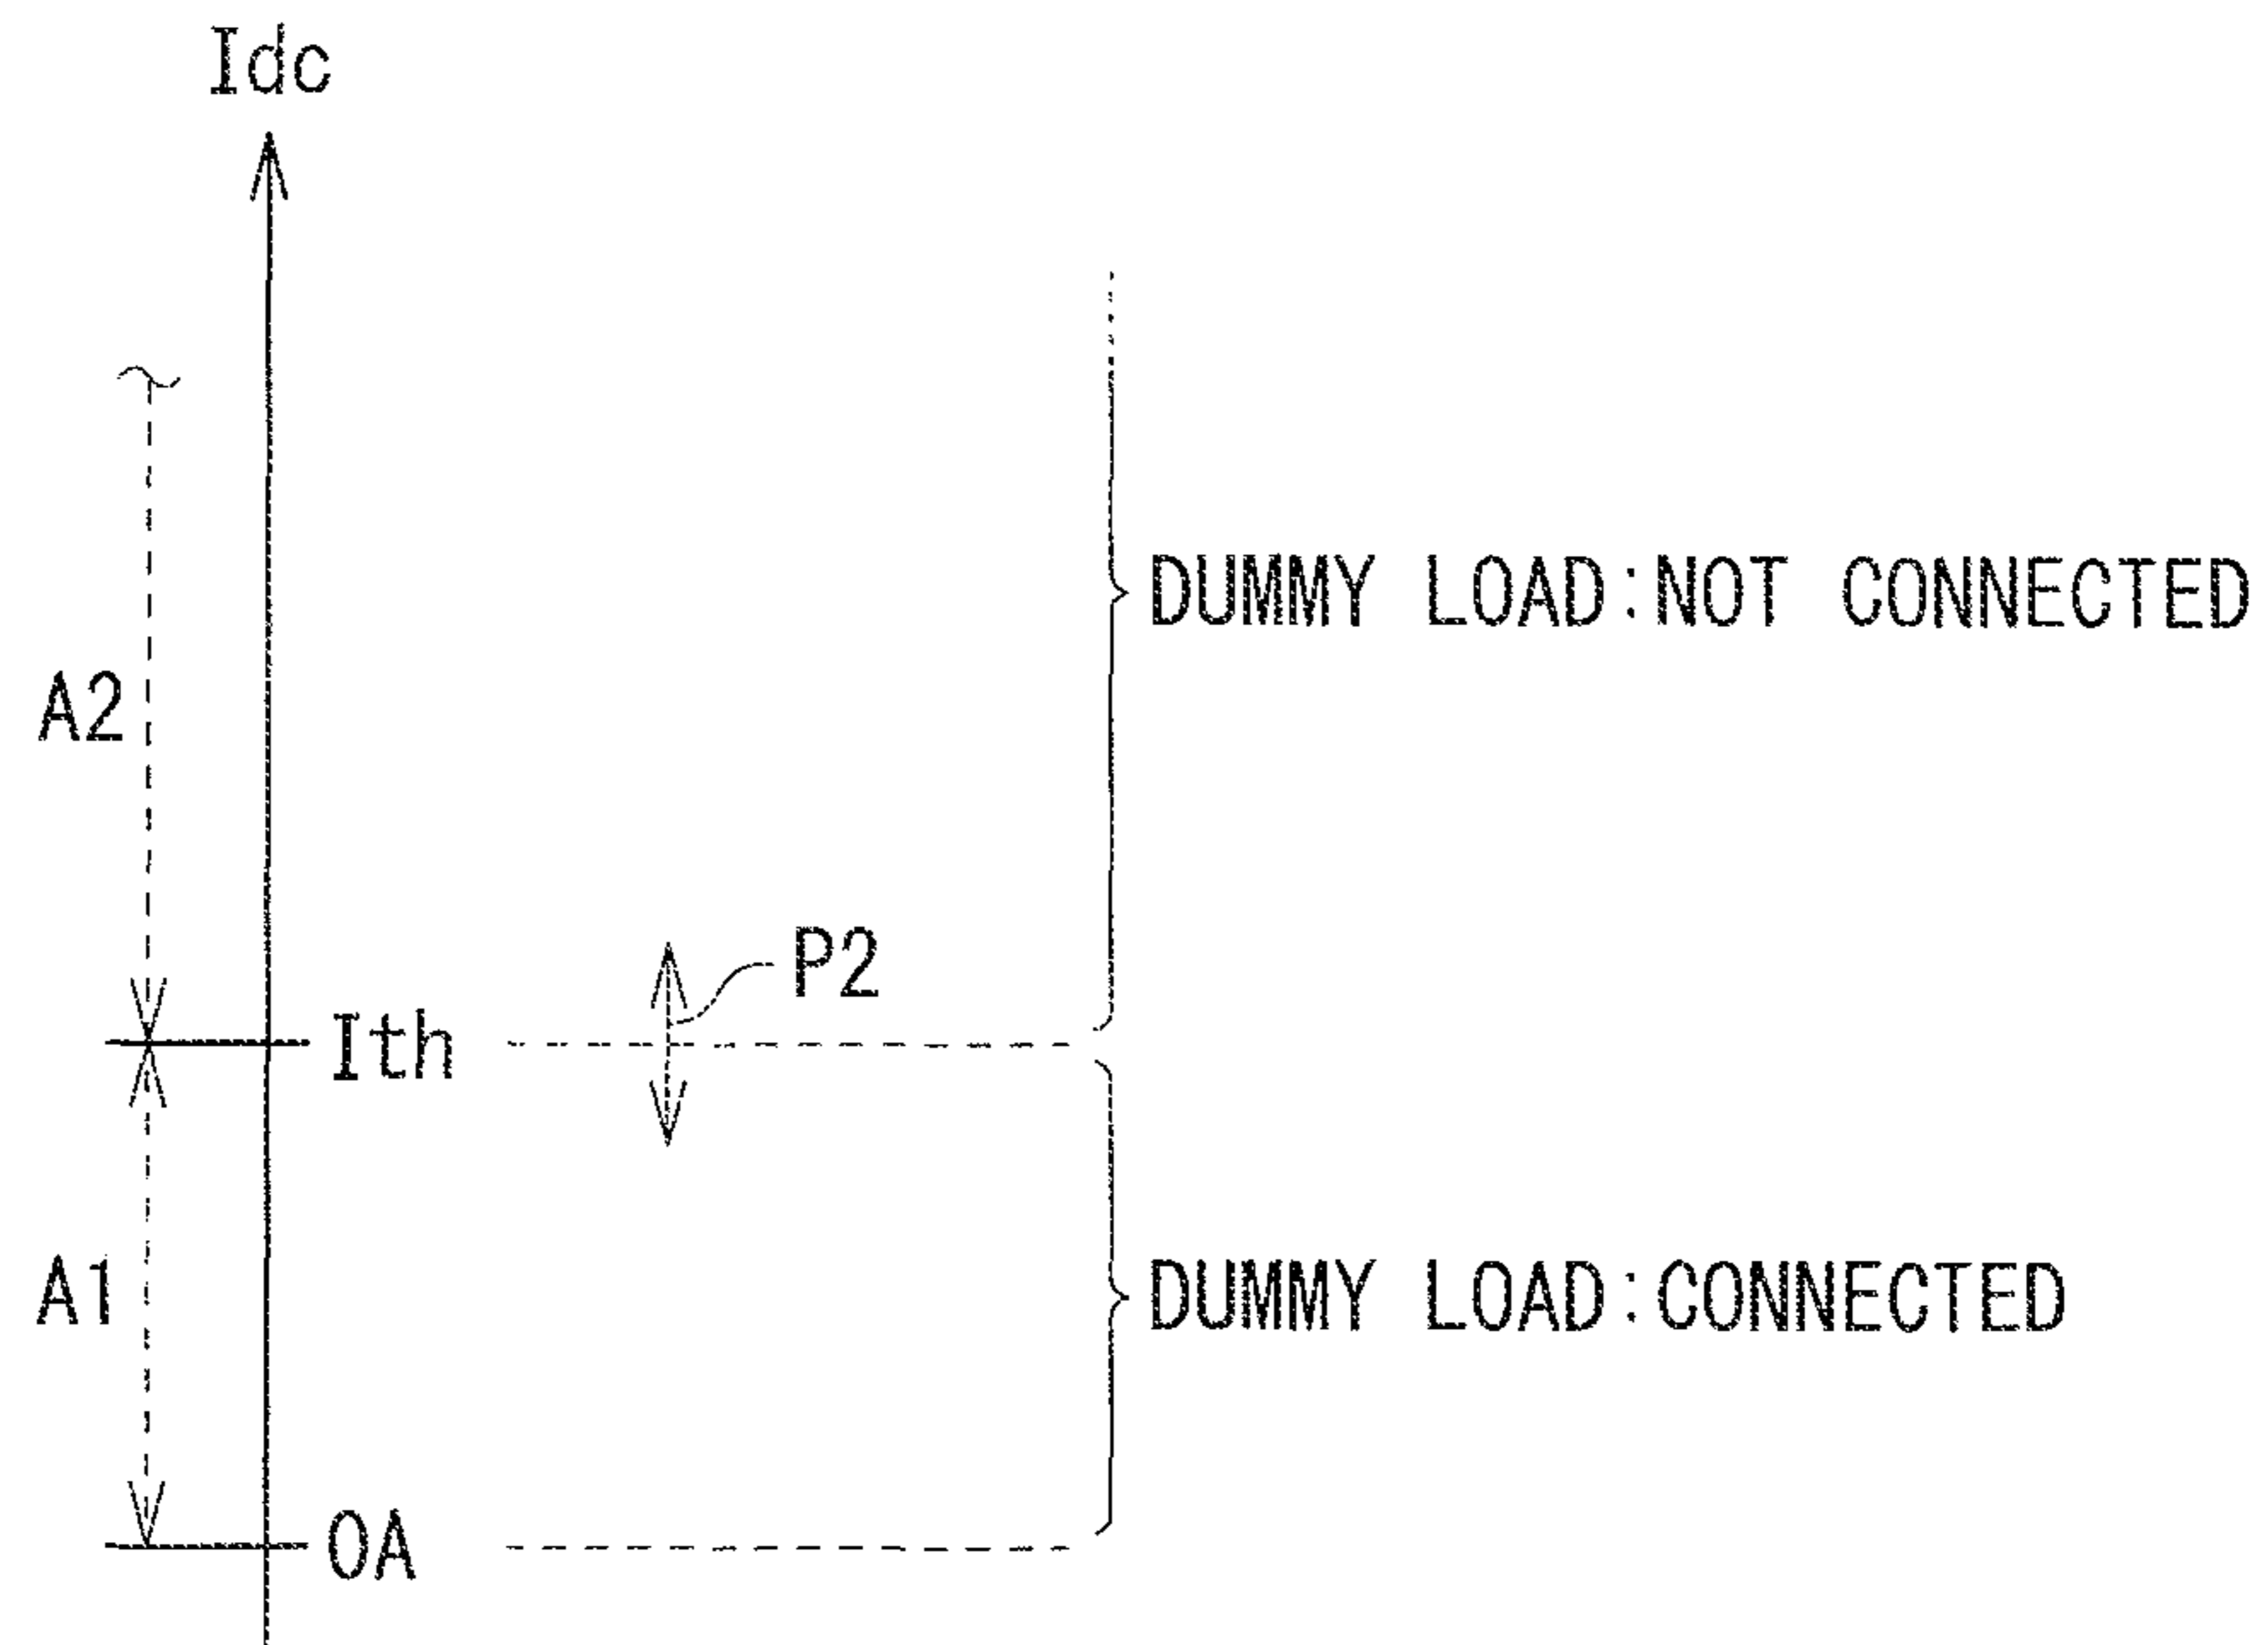 Idc
DUMMY LOAD:NOT CONNECTED
A2
P2
Ith
A1
DUMMY LOAD:CONNECTED
0A